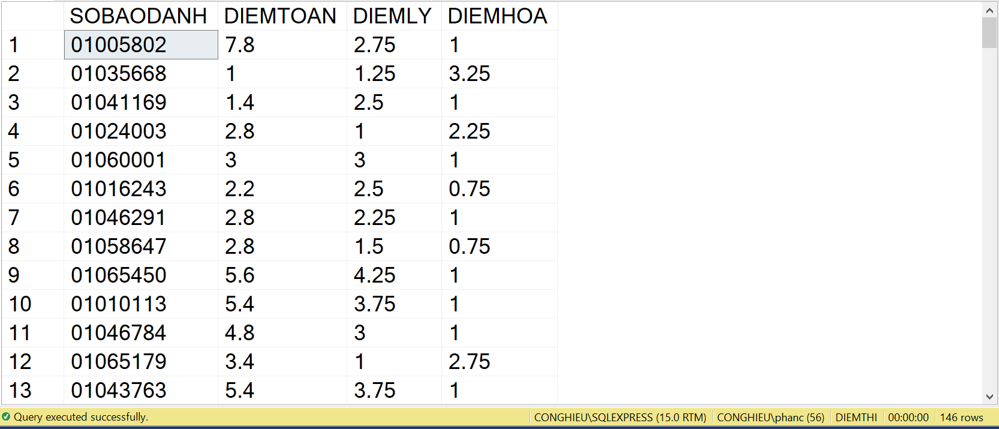 SOBAODANH DIEMTOAN DIEMLY DIEMHOA
1 01005802 7.8 2.75 1
2 01035668 1 1.25 3.25
3 01041169 1.4 2.5 1
4 01024003 2.8 1 2.25
5 01060001 3 3 1
6 01016243 2.2 2.5 0.75
7 01046291 2.8 2.25 1
8 01058647 2.8 1.5 0.75
9 01065450 5.6 4.25 1
10 01010113 5.4 3.75 1
11 01046784 4.8 3 1
12 01065179 3.4 1 2.75
13 01043763 5.4 3.75 1
Query executed successfully. CONGHIEU\SQLEXPRESS (15.0 RTM) CONGHIEU\phanc (56) DIEMTHI 00:00:00 146 rows